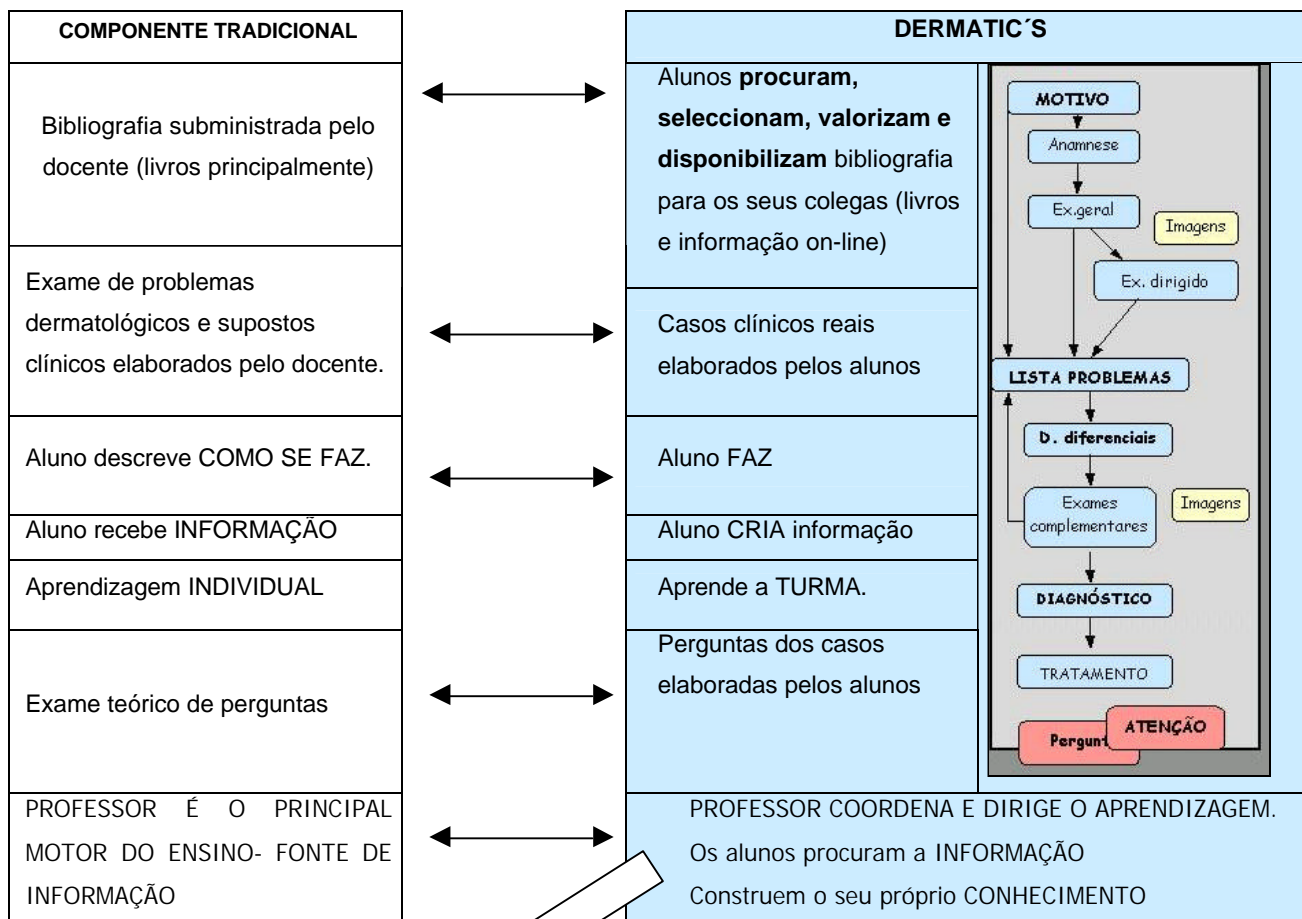 COMPONENTE TRADICIONAL
Bibliografia subministrada pelo
docente (livros principalmente)
Exame de problemas
dermatológicos e supostos
clínicos elaborados pelo docente.
Aluno descreve COMO SE FAZ.
Aluno recebe INFORMAÇÃO
Aprendizagem INDIVIDUAL
Exame teórico de perguntas
PROFESSOR É O PRINCIPAL
MOTOR DO ENSINO- FONTE DE
INFORMAÇÃO
DERMATIC´S
Alunos procuram,
seleccionam, valorizam e
disponibilizam bibliografia
para os seus colegas (livros
e informação on-line)
Casos clínicos reais
elaborados pelos alunos
Aluno FAZ
Aluno CRIA informação
Aprende a TURMA.
Perguntas dos casos
elaboradas pelos alunos
PROFESSOR COORDENA E DIRIGE O APRENDIZAGEM.
Os alunos procuram a INFORMAÇÃO
Construem o seu próprio CONHECIMENTO
MOTIVO
Anamnese
Ex.geral
Imagens
Ex. dirigido
LISTA PROBLEMAS
D. diferenciais
Exames
complementares
Imagens
DIAGNÓSTICO
TRATAMENTO
ATENÇÃO